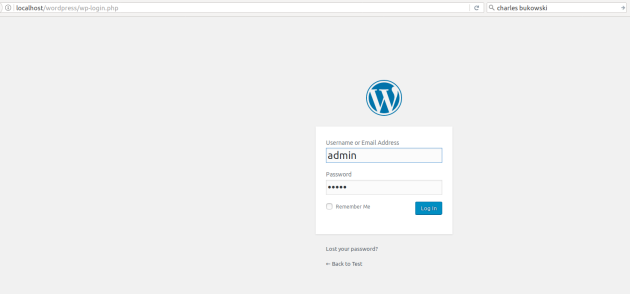 localhost/wordpress/wp-login.php
charles bukowski
Username or Email Address
admin
Password
•••••
Remember Me
Log In
Lost your password?
← Back to Test